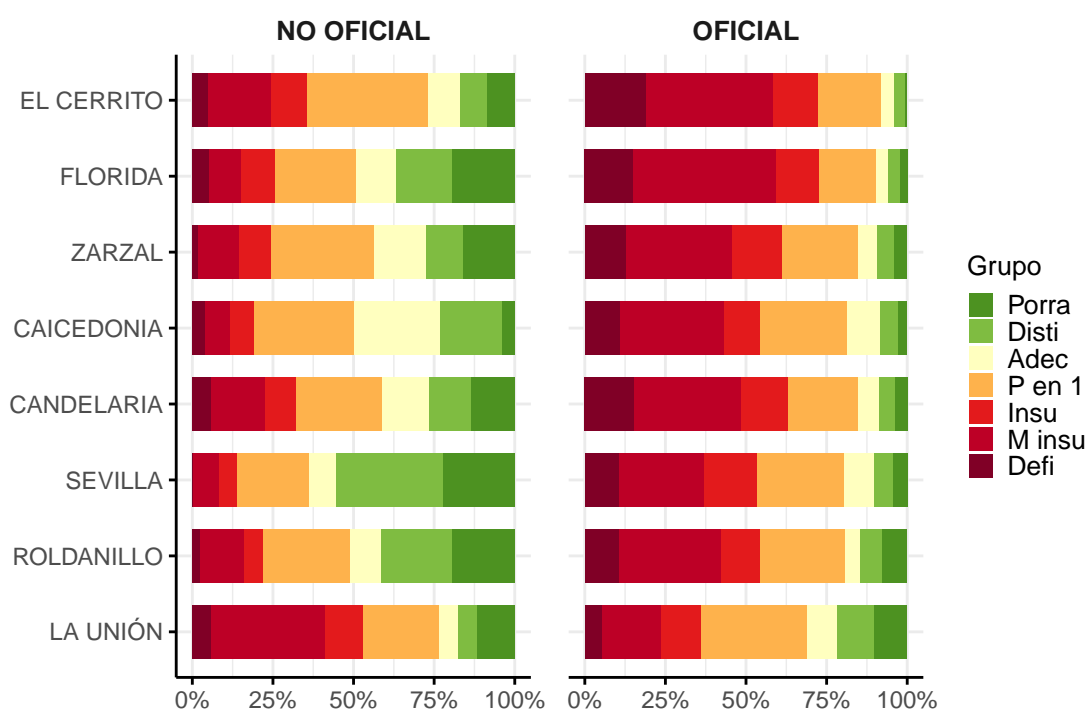 NO OFICIAL
OFICIAL
EL CERRITO
FLORIDA
ZARZAL
CAICEDONIA
CANDELARIA
SEVILLA
ROLDANILLO
LA UNIÓN
0% 25% 50% 75% 100%
0% 25% 50% 75% 100%
Grupo
Porra
Disti
Adec
P en 1
Insu
M insu
Defi